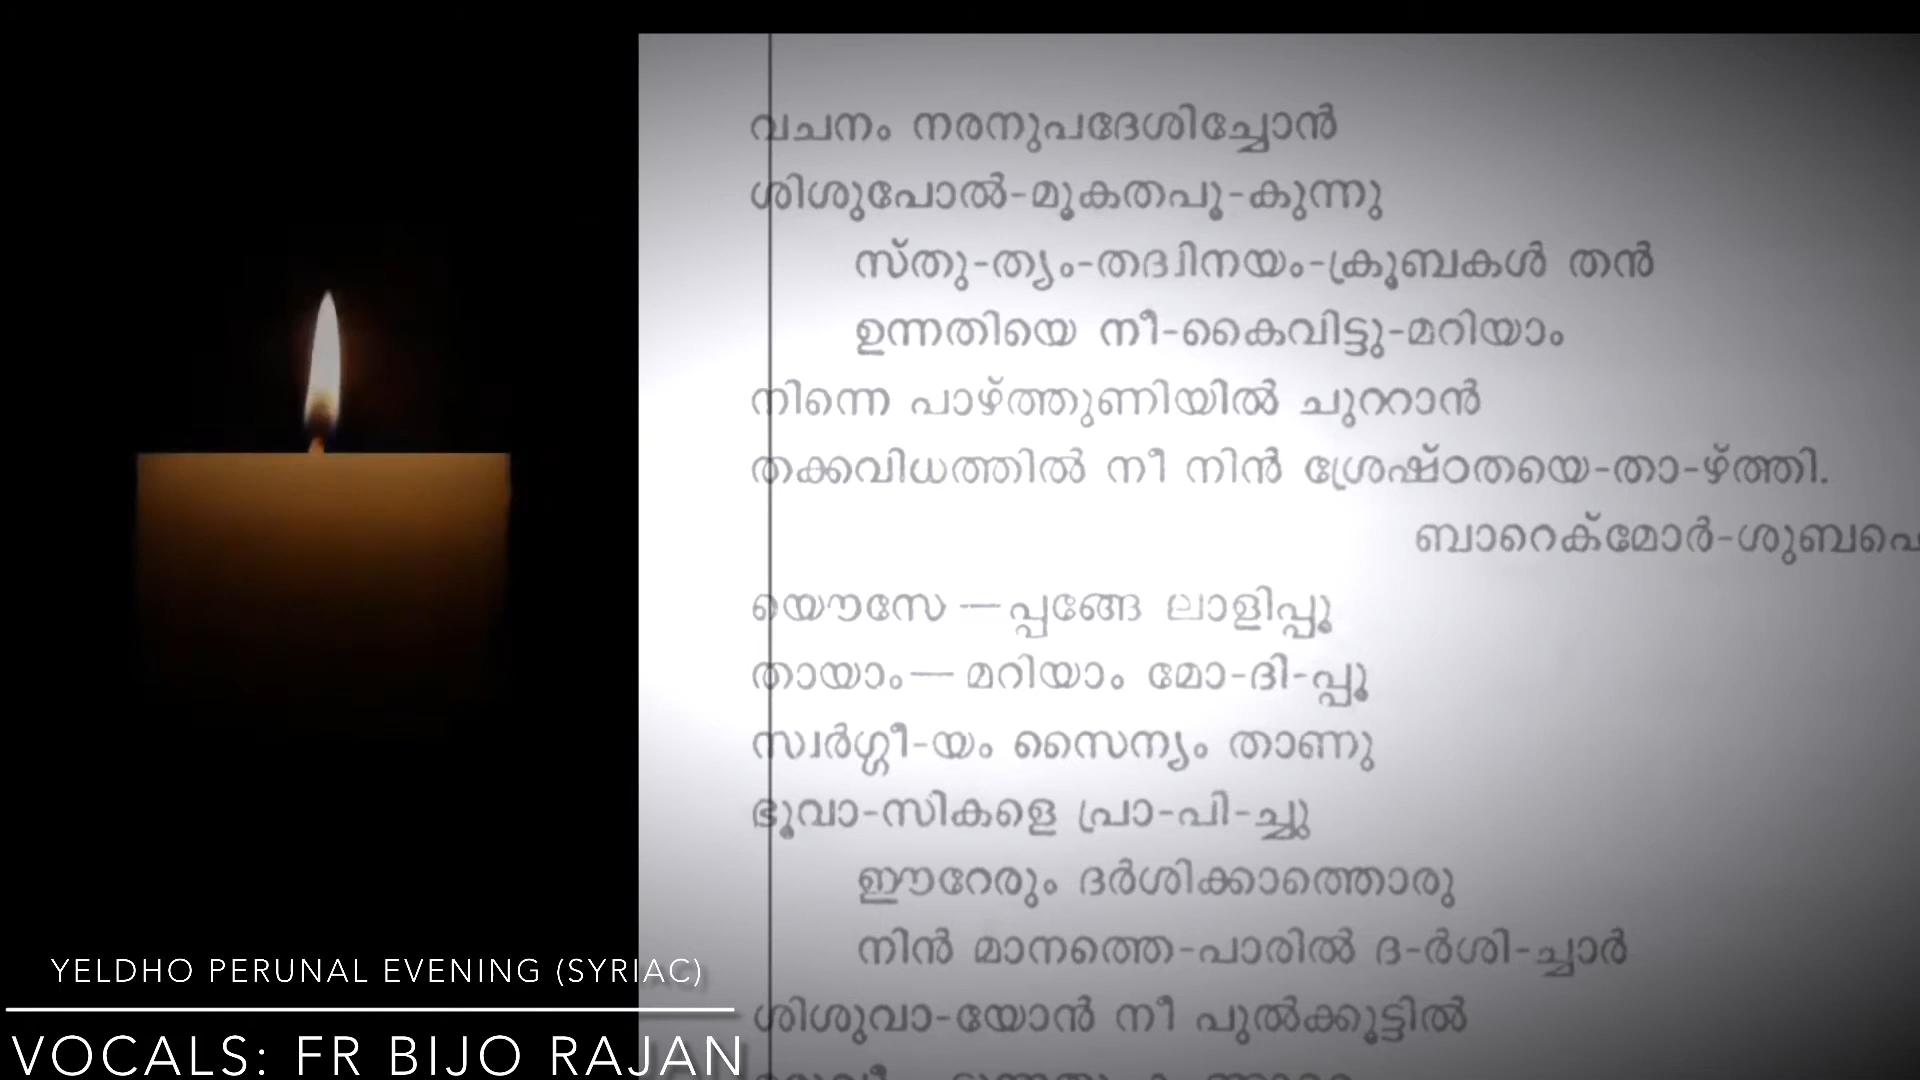 വചനം നരനുപദേശിച്ചോൻ
ശിശുപോൽ-മൂകതപൂ-കുന്നു
സ്തു-ത്യം-തദ്വിനയം-ക്രൂബകൾ തൻ
ഉന്നതിയെ നീ-കൈവിട്ടു-മറിയാം
നിന്നെ പാഴ്ത്തുണിയിൽ ചുററാൻ
തക്കവിധത്തിൽ നീ നിൻ ശ്രേഷ്ഠതയെ-താ-ഴ്ത്തി.
ബാറെക്മോർ-ശുബഹെ
യൌസേ — പ്പങ്ങേ ലാളിപ്പൂ
തായാം — മറിയാം മോ-ദി-പ്പൂ
സ്വർഗ്ഗീ-യം സൈന്യം താണു
ഭൂവാ-സികളെ പ്രാ-പി-ച്ചു
ഈറേരും ദർശിക്കാത്തൊരു
നിൻ മാനത്തെ-പാരിൽ ദ-ർശി-ച്ചാർ
ശിശുവാ-യോൻ നീ പുൽക്കൂട്ടിൽ
YELDHO PERUNAL EVENING (SYRIAC)
VOCALS: FR BIJO RAJAN